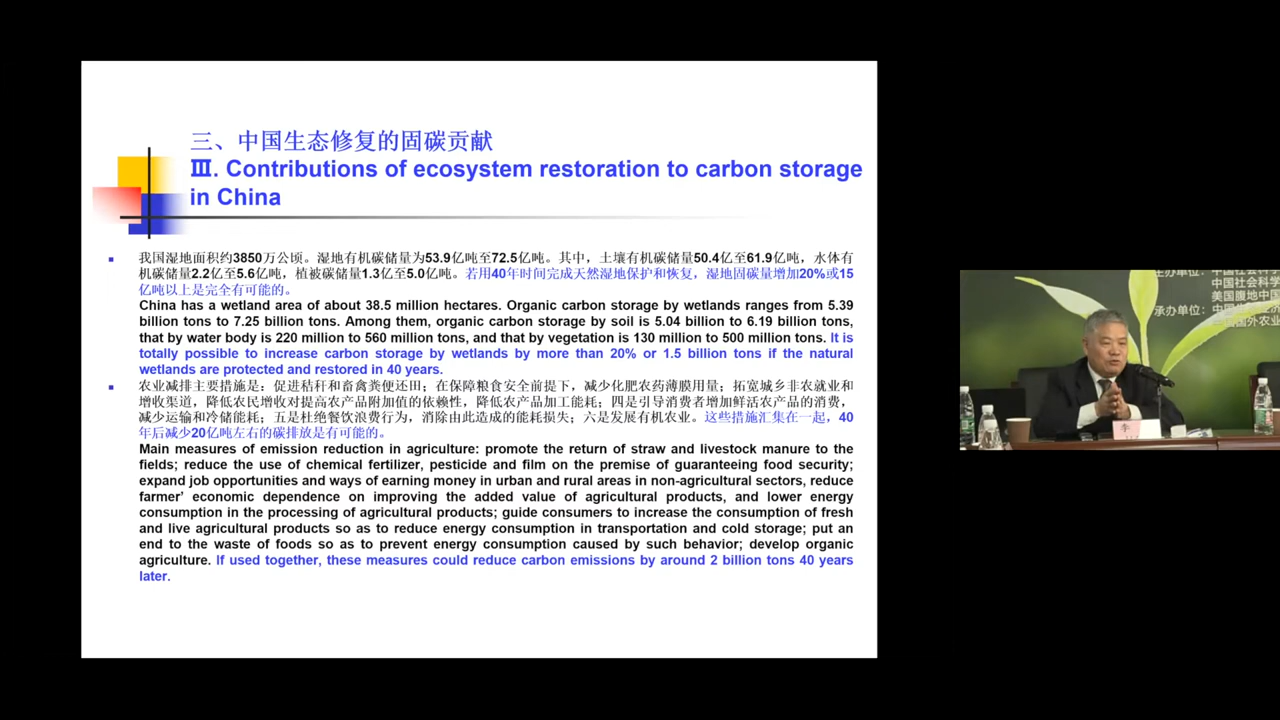 三、中国生态修复的固碳贡献
Ⅲ. Contributions of ecosystem restoration to carbon storage
in China
我国湿地面积约3850万公顷。湿地有机碳储量为53.9亿吨至72.5亿吨。其中，土壤有机碳储量50.4亿至61.9亿吨，水体有
机碳储量2.2亿至5.6亿吨，植被碳储量1.3亿至5.0亿吨。若用40年时间完成天然湿地保护和恢复，湿地固碳量增加20%或15
亿吨以上是完全有可能的。
China has a wetland area of about 38.5 million hectares. Organic carbon storage by wetlands ranges from 5.39
billion tons to 7.25 billion tons. Among them, organic carbon storage by soil is 5.04 billion to 6.19 billion tons,
that by water body is 220 million to 560 million tons, and that by vegetation is 130 million to 500 million tons. It is
totally possible to increase carbon storage by wetlands by more than 20% or 1.5 billion tons if the natural
wetlands are protected and restored in 40 years.
农业减排主要措施是：促进秸秆和畜禽粪便还田；在保障粮食安全前提下，减少化肥农药薄膜用量；拓宽城乡非农就业和
增收渠道，降低农民增收对提高农产品附加值的依赖性，降低农产品加工能耗；四是引导消费者增加鲜活农产品的消费，
减少运输和冷储能耗；五是杜绝餐饮浪费行为，消除由此造成的能耗损失；六是发展有机农业。这些措施汇集在一起，40
年后减少20亿吨左右的碳排放是有可能的。
Main measures of emission reduction in agriculture: promote the return of straw and livestock manure to the
fields; reduce the use of chemical fertilizer, pesticide and film on the premise of guaranteeing food security;
expand job opportunities and ways of earning money in urban and rural areas in non-agricultural sectors, reduce
farmer’ economic dependence on improving the added value of agricultural products, and lower energy
consumption in the processing of agricultural products; guide consumers to increase the consumption of fresh
and live agricultural products so as to reduce energy consumption in transportation and cold storage; put an
end to the waste of foods so as to prevent energy consumption caused by such behavior; develop organic
agriculture. If used together, these measures could reduce carbon emissions by around 2 billion tons 40 years
later.
主办单位：中国社会科学
中国社会科学
美国腹地中国
承办单位：中国生
国外农业
李